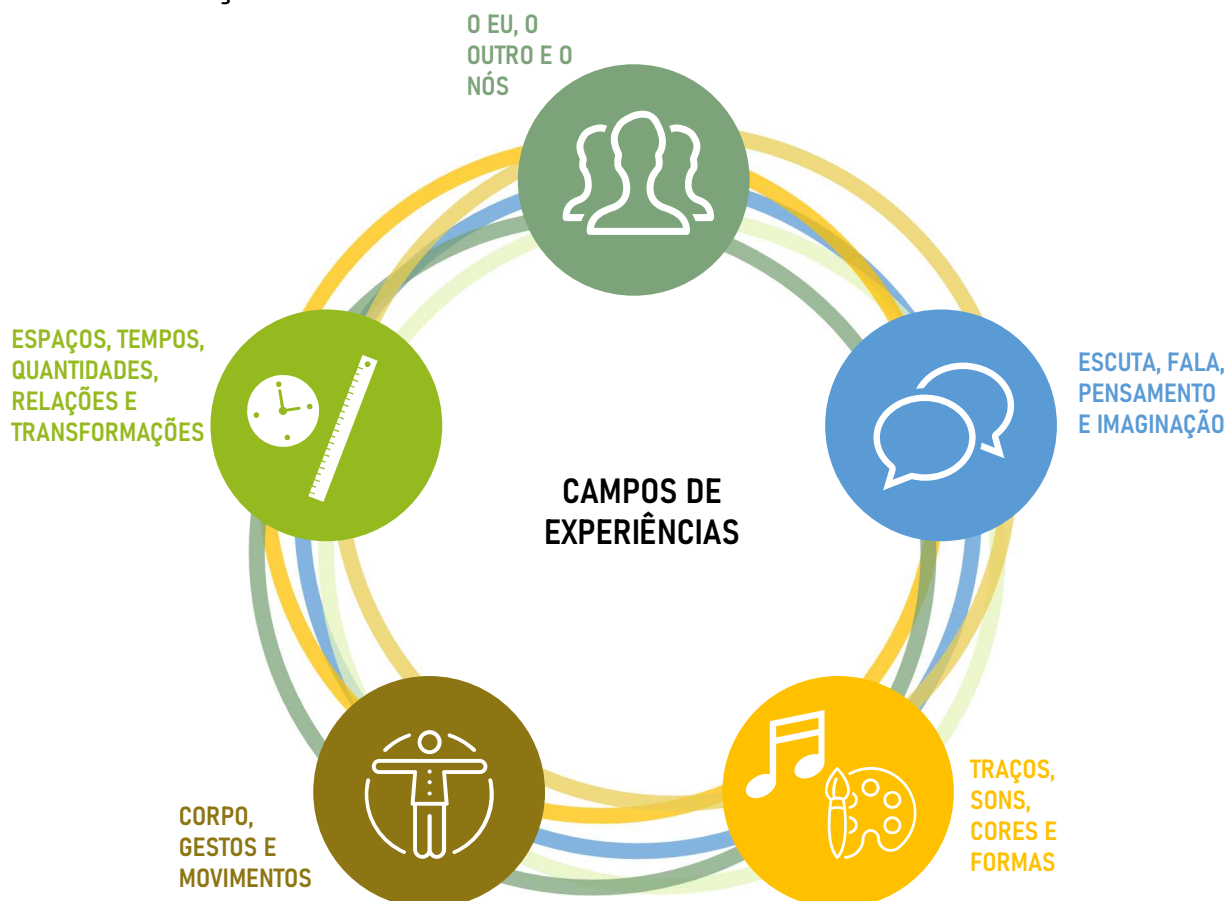 O EU, O
OUTRO E O
NÓS
ESPAÇOS, TEMPOS,
QUANTIDADES,
RELAÇÕES E
TRANSFORMAÇÕES
ESCUTA, FALA,
PENSAMENTO
E IMAGINAÇÃO
CAMPOS DE
EXPERIÊNCIAS
CORPO,
GESTOS E
MOVIMENTOS
TRAÇOS,
SONS,
CORES E
FORMAS